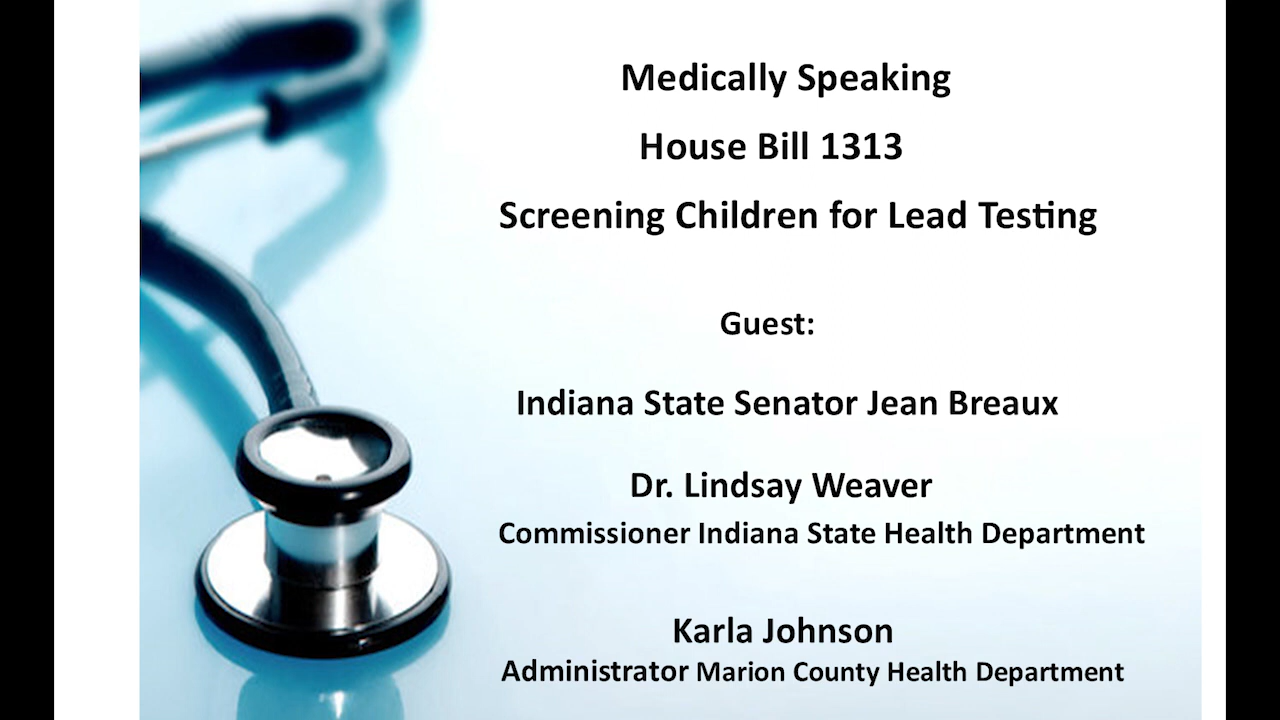 Medically Speaking
House Bill 1313
Screening Children for Lead Testing
Guest:
Indiana State Senator Jean Breaux
Dr. Lindsay Weaver
Commissioner Indiana State Health Department
Karla Johnson
Administrator Marion County Health Department